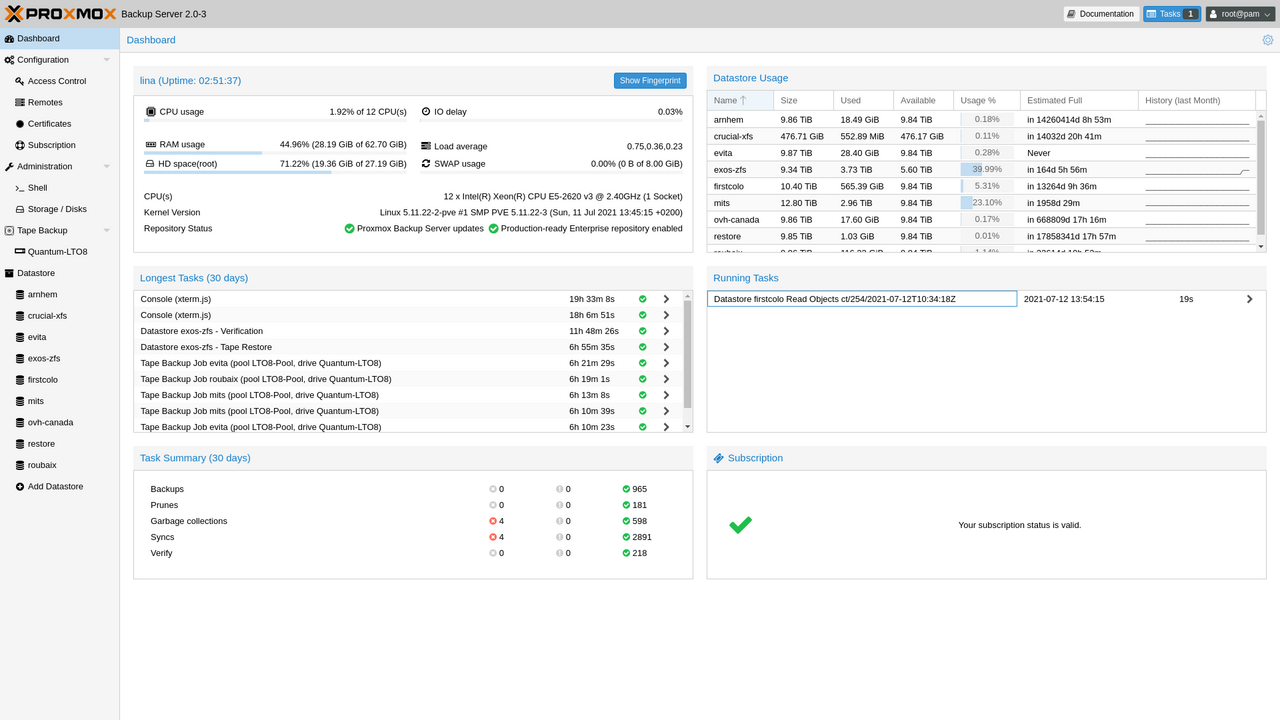 PROXMOX Backup Server 2.0-3
Documentation
Tasks 1
root@pam
Dashboard
Configuration
Access Control
Remotes
Certificates
Subscription
Administration
Shell
Storage / Disks
Tape Backup
Quantum-LTO8
Datastore
arnhem
crucial-xfs
evita
exos-zfs
firstcolo
mits
ovh-canada
restore
roubaix
Add Datastore
Dashboard
lina (Uptime: 02:51:37)
Show Fingerprint
CPU usage 1.92% of 12 CPU(s)
IO delay 0.03%
RAM usage 44.96% (28.19 GiB of 62.70 GiB)
Load average 0.75,0.36,0.23
HD space(root) 71.22% (19.36 GiB of 27.19 GiB)
SWAP usage 0.00% (0 B of 8.00 GiB)
CPU(s) 12 x Intel(R) Xeon(R) CPU E5-2620 v3 @ 2.40GHz (1 Socket)
Kernel Version Linux 5.11.22-2-pve #1 SMP PVE 5.11.22-3 (Sun, 11 Jul 2021 13:45:15 +0200)
Repository Status Proxmox Backup Server updates Production-ready Enterprise repository enabled
Datastore Usage
Name Size Used Available Usage % Estimated Full History (last Month)
arnhem 9.86 TiB 18.49 GiB 9.84 TiB 0.18% in 14260414d 8h 53m
crucial-xfs 476.71 GiB 552.89 MiB 476.17 GiB 0.11% in 14032d 20h 41m
evita 9.87 TiB 28.40 GiB 9.84 TiB 0.28% Never
exos-zfs 9.34 TiB 3.73 TiB 5.60 TiB 39.99% in 164d 5h 56m
firstcolo 10.40 TiB 565.39 GiB 9.84 TiB 5.31% in 13264d 9h 36m
mits 12.80 TiB 2.96 TiB 9.84 TiB 23.10% in 1958d 29m
ovh-canada 9.86 TiB 17.60 GiB 9.84 TiB 0.17% in 668809d 17h 16m
restore 9.85 TiB 1.03 GiB 9.84 TiB 0.01% in 17858341d 17h 57m
Longest Tasks (30 days)
Console (xterm.js) 19h 33m 8s
Console (xterm.js) 18h 6m 51s
Datastore exos-zfs - Verification 11h 48m 26s
Datastore exos-zfs - Tape Restore 6h 55m 35s
Tape Backup Job evita (pool LTO8-Pool, drive Quantum-LTO8) 6h 21m 29s
Tape Backup Job roubaix (pool LTO8-Pool, drive Quantum-LTO8) 6h 19m 1s
Tape Backup Job mits (pool LTO8-Pool, drive Quantum-LTO8) 6h 13m 8s
Tape Backup Job mits (pool LTO8-Pool, drive Quantum-LTO8) 6h 10m 39s
Tape Backup Job evita (pool LTO8-Pool, drive Quantum-LTO8) 6h 10m 23s
Running Tasks
Datastore firstcolo Read Objects ct/254/2021-07-12T10:34:18Z 2021-07-12 13:54:15 19s
Task Summary (30 days)
Backups 0 0 965
Prunes 0 0 181
Garbage collections 4 0 598
Syncs 4 0 2891
Verify 0 0 218
Subscription
Your subscription status is valid.